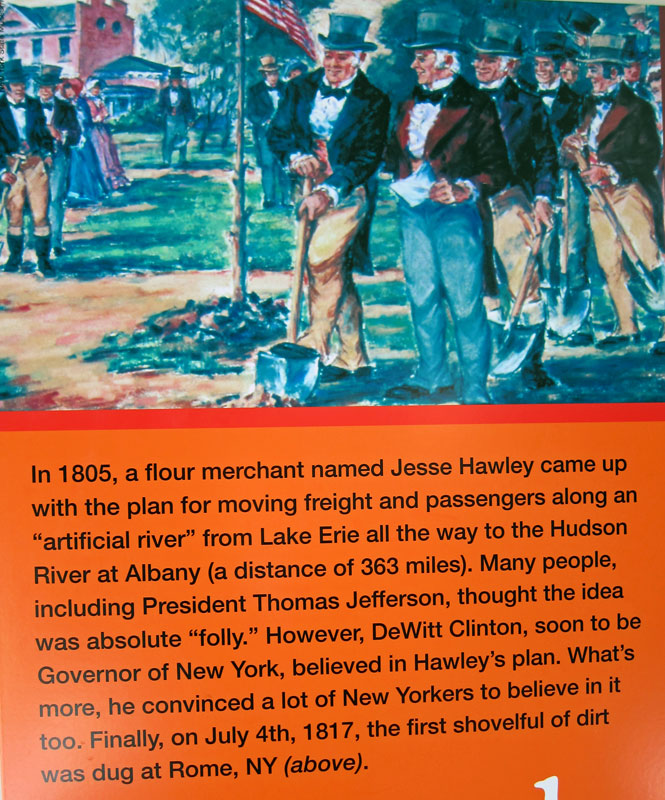 In 1805, a flour merchant named Jesse Hawley came up
with the plan for moving freight and passengers along an
“artificial river” from Lake Erie all the way to the Hudson
River at Albany (a distance of 363 miles). Many people,
including President Thomas Jefferson, thought the idea
was absolute “folly.” However, DeWitt Clinton, soon to be
Governor of New York, believed in Hawley’s plan. What’s
more, he convinced a lot of New Yorkers to believe in it
too. Finally, on July 4th, 1817, the first shovelful of dirt
was dug at Rome, NY (above).